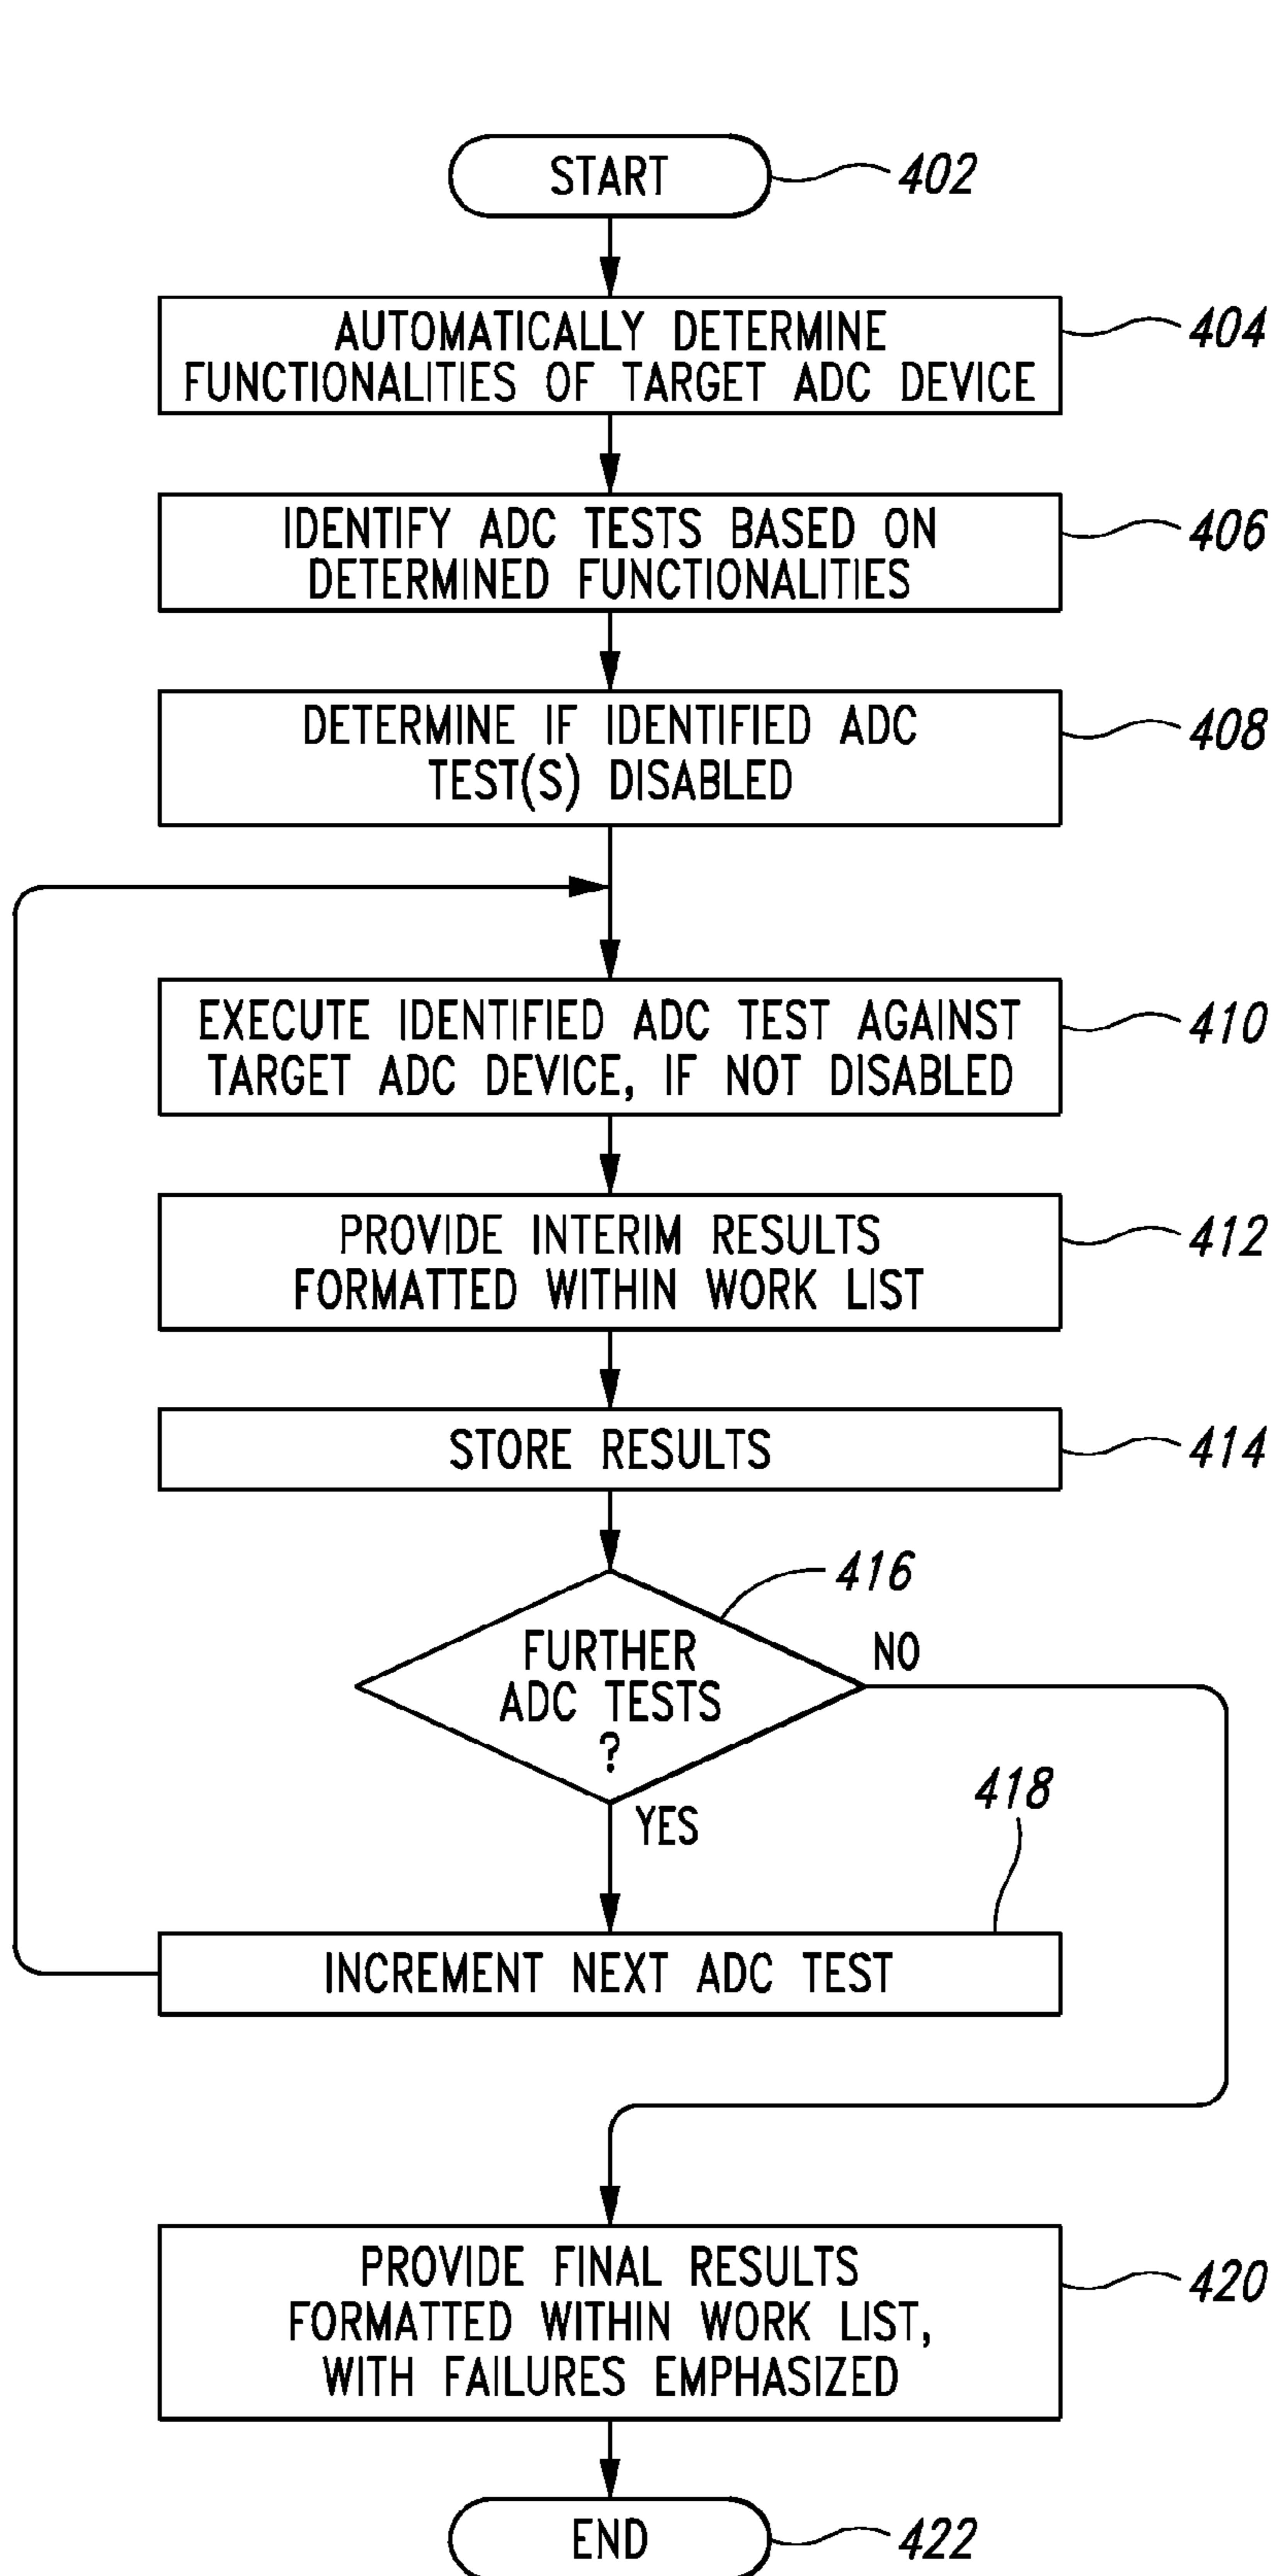 START
402
AUTOMATICALLY DETERMINE
FUNCTIONALITIES OF TARGET ADC DEVICE
404
IDENTIFY ADC TESTS BASED ON
DETERMINED FUNCTIONALITIES
406
DETERMINE IF IDENTIFIED ADC
TEST(S) DISABLED
408
EXECUTE IDENTIFIED ADC TEST AGAINST
TARGET ADC DEVICE, IF NOT DISABLED
410
PROVIDE INTERIM RESULTS
FORMATTED WITHIN WORK LIST
412
STORE RESULTS
414
416
FURTHER
ADC TESTS
?
NO
YES
418
INCREMENT NEXT ADC TEST
PROVIDE FINAL RESULTS
FORMATTED WITHIN WORK LIST,
WITH FAILURES EMPHASIZED
420
END
422